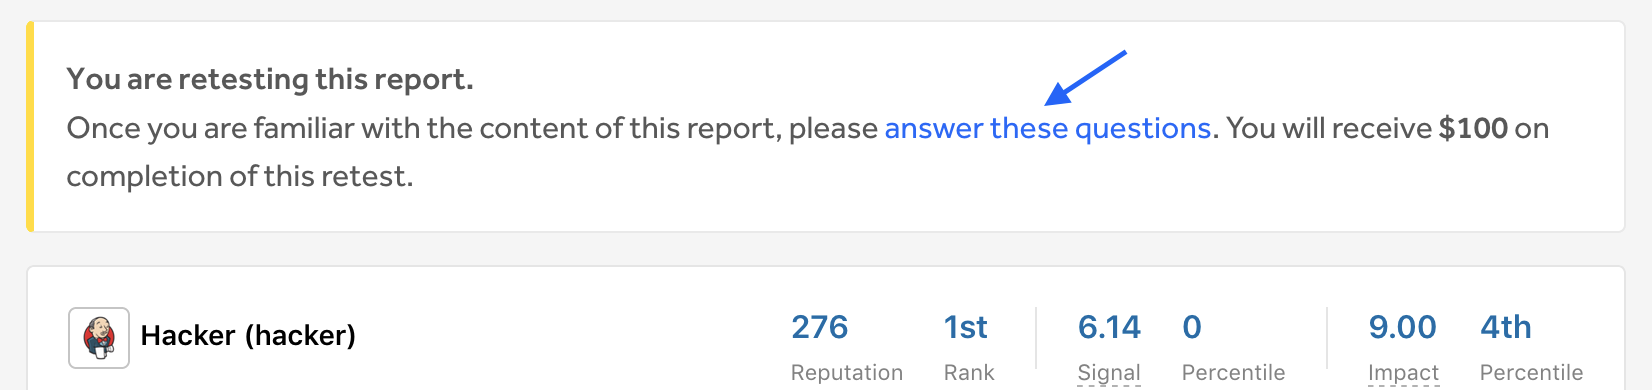 You are retesting this report.
Once you are familiar with the content of this report, please answer these questions. You will receive $100 on
completion of this retest.
Hacker (hacker)
276 1st 6.14 0 9.00 4th
Reputation Rank Signal Percentile Impact Percentile